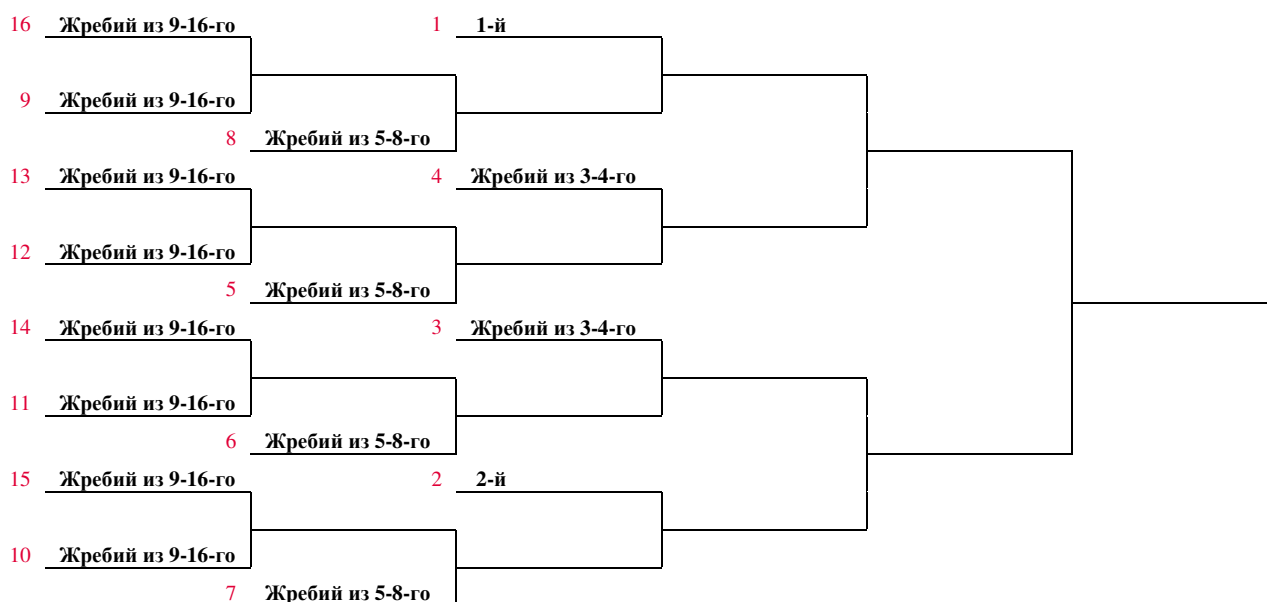 16 Жребий из 9-16-го 1 1-й
9 Жребий из 9-16-го
8 Жребий из 5-8-го
13 Жребий из 9-16-го 4 Жребий из 3-4-го
12 Жребий из 9-16-го
5 Жребий из 5-8-го
14 Жребий из 9-16-го 3 Жребий из 3-4-го
11 Жребий из 9-16-го
6 Жребий из 5-8-го
15 Жребий из 9-16-го 2 2-й
10 Жребий из 9-16-го
7 Жребий из 5-8-го